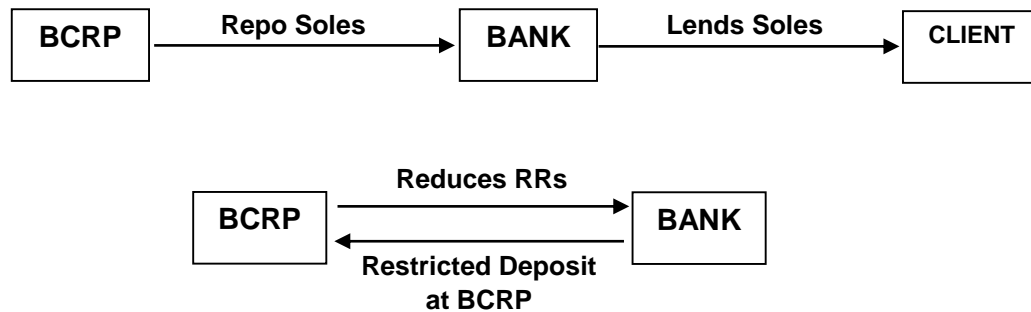 BCRP Repo Soles BANK Lends Soles CLIENT
Reduces RRs
BCRP BANK
Restricted Deposit
at BCRP